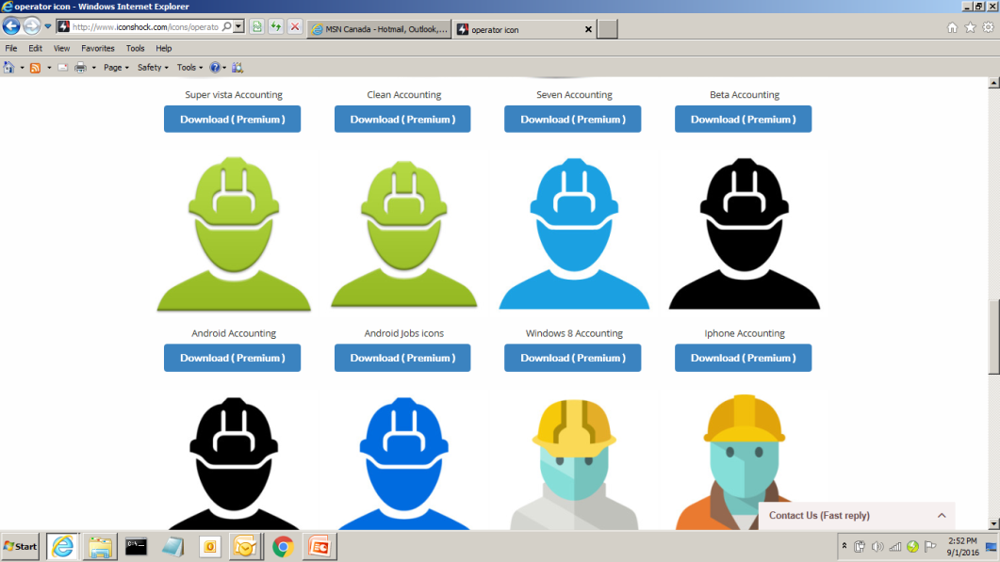 operator icon - Windows Internet Explorer
http://www.iconshock.com/icons/operato
MSN Canada - Hotmail, Outlook,...
operator icon
File Edit View Favorites Tools Help
Page Safety Tools
Super vista Accounting Clean Accounting Seven Accounting Beta Accounting
Download ( Premium ) Download ( Premium ) Download ( Premium ) Download ( Premium )
Android Accounting Android Jobs icons Windows 8 Accounting Iphone Accounting
Download ( Premium ) Download ( Premium ) Download ( Premium ) Download ( Premium )
Contact Us (Fast reply)
Start
2:52 PM
9/1/2016